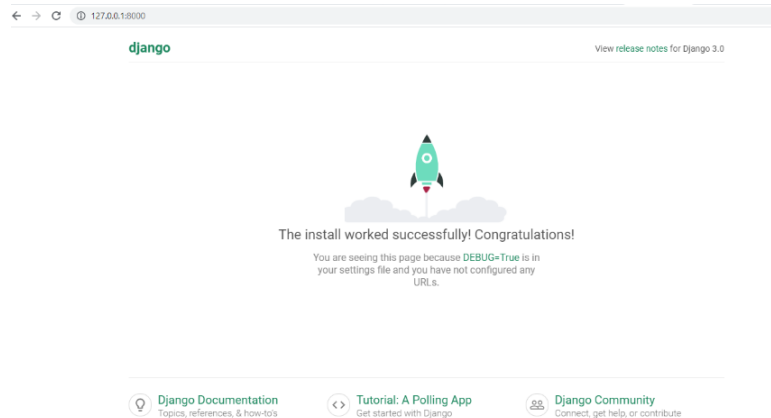 127.0.0.1:8000
django
View release notes for Django 3.0
The install worked successfully! Congratulations!
You are seeing this page because DEBUG=True is in
your settings file and you have not configured any
URLs.
Django Documentation
Topics, references, & how-to's
Tutorial: A Polling App
Get started with Django
Django Community
Connect, get help, or contribute